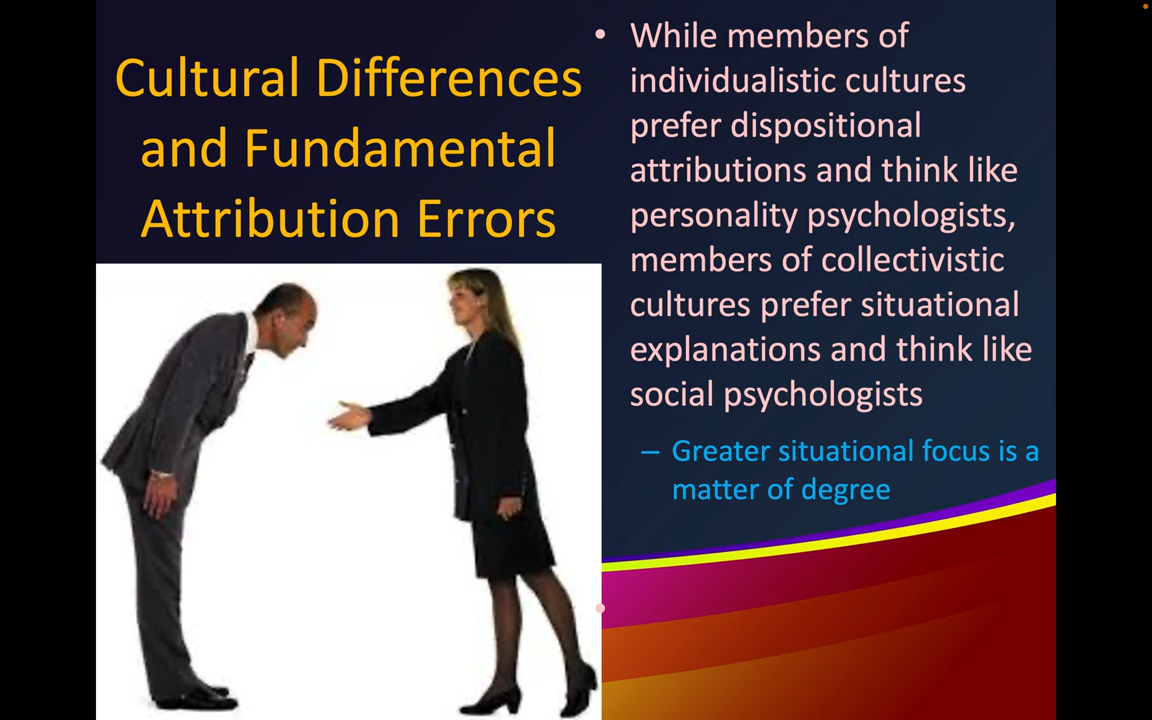 Cultural Differences
and Fundamental
Attribution Errors
• While members of
individualistic cultures
prefer dispositional
attributions and think like
personality psychologists,
members of collectivistic
cultures prefer situational
explanations and think like
social psychologists
– Greater situational focus is a
matter of degree
•